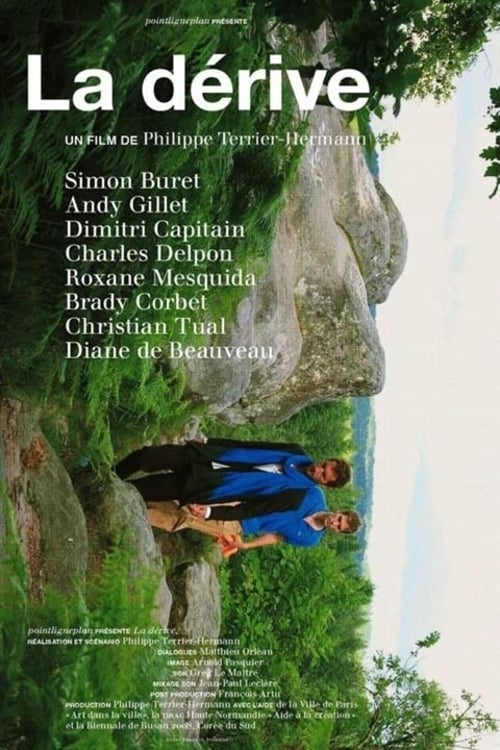 pointligneplan PRÉSENTE
La dérive
UN FILM DE Philippe Terrier-Hermann
Simon Buret
Andy Gillet
Dimitri Capitain
Charles Delpon
Roxane Mesquida
Brady Corbet
Christian Tual
Diane de Beauveau
pointligneplan PRÉSENTE La dérive,
RÉALISATION ET SCÉNARIO Philippe Terrier-Hermann
DIALOGUES Matthieu Orléan
IMAGE Arnold Pasquier
SON Greg Le Maître
MIXAGE SON Jean-Paul Leclère
POST PRODUCTION François Artu
PRODUCTION Philippe Terrier-Hermann AVEC L'AIDE de la Ville de Paris
« Art dans la ville », la DRAC Haute-Normandie « Aide à la création »
et la Biennale de Busan 2008, Corée du Sud